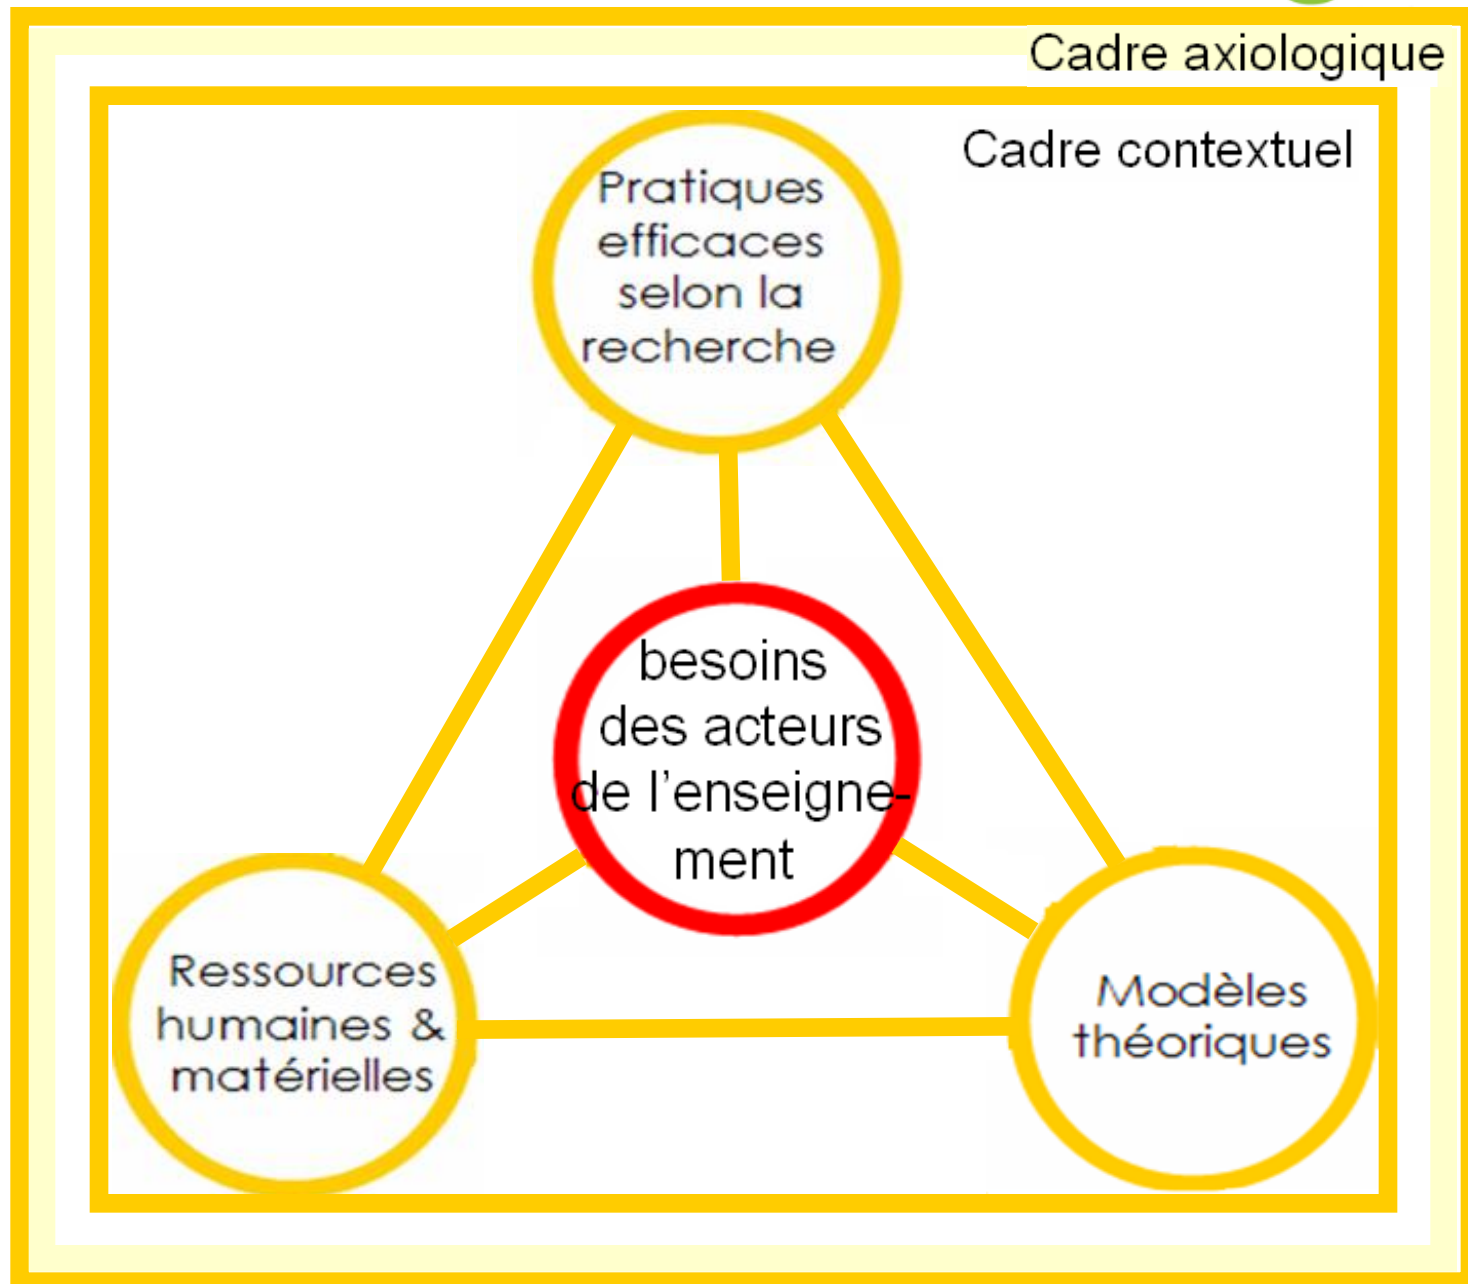 Cadre axiologique
Cadre contextuel
Pratiques
efficaces
selon la
recherche
besoins
des acteurs
de l’enseigne-
ment
Ressources
humaines &
matérielles
Modèles
théoriques